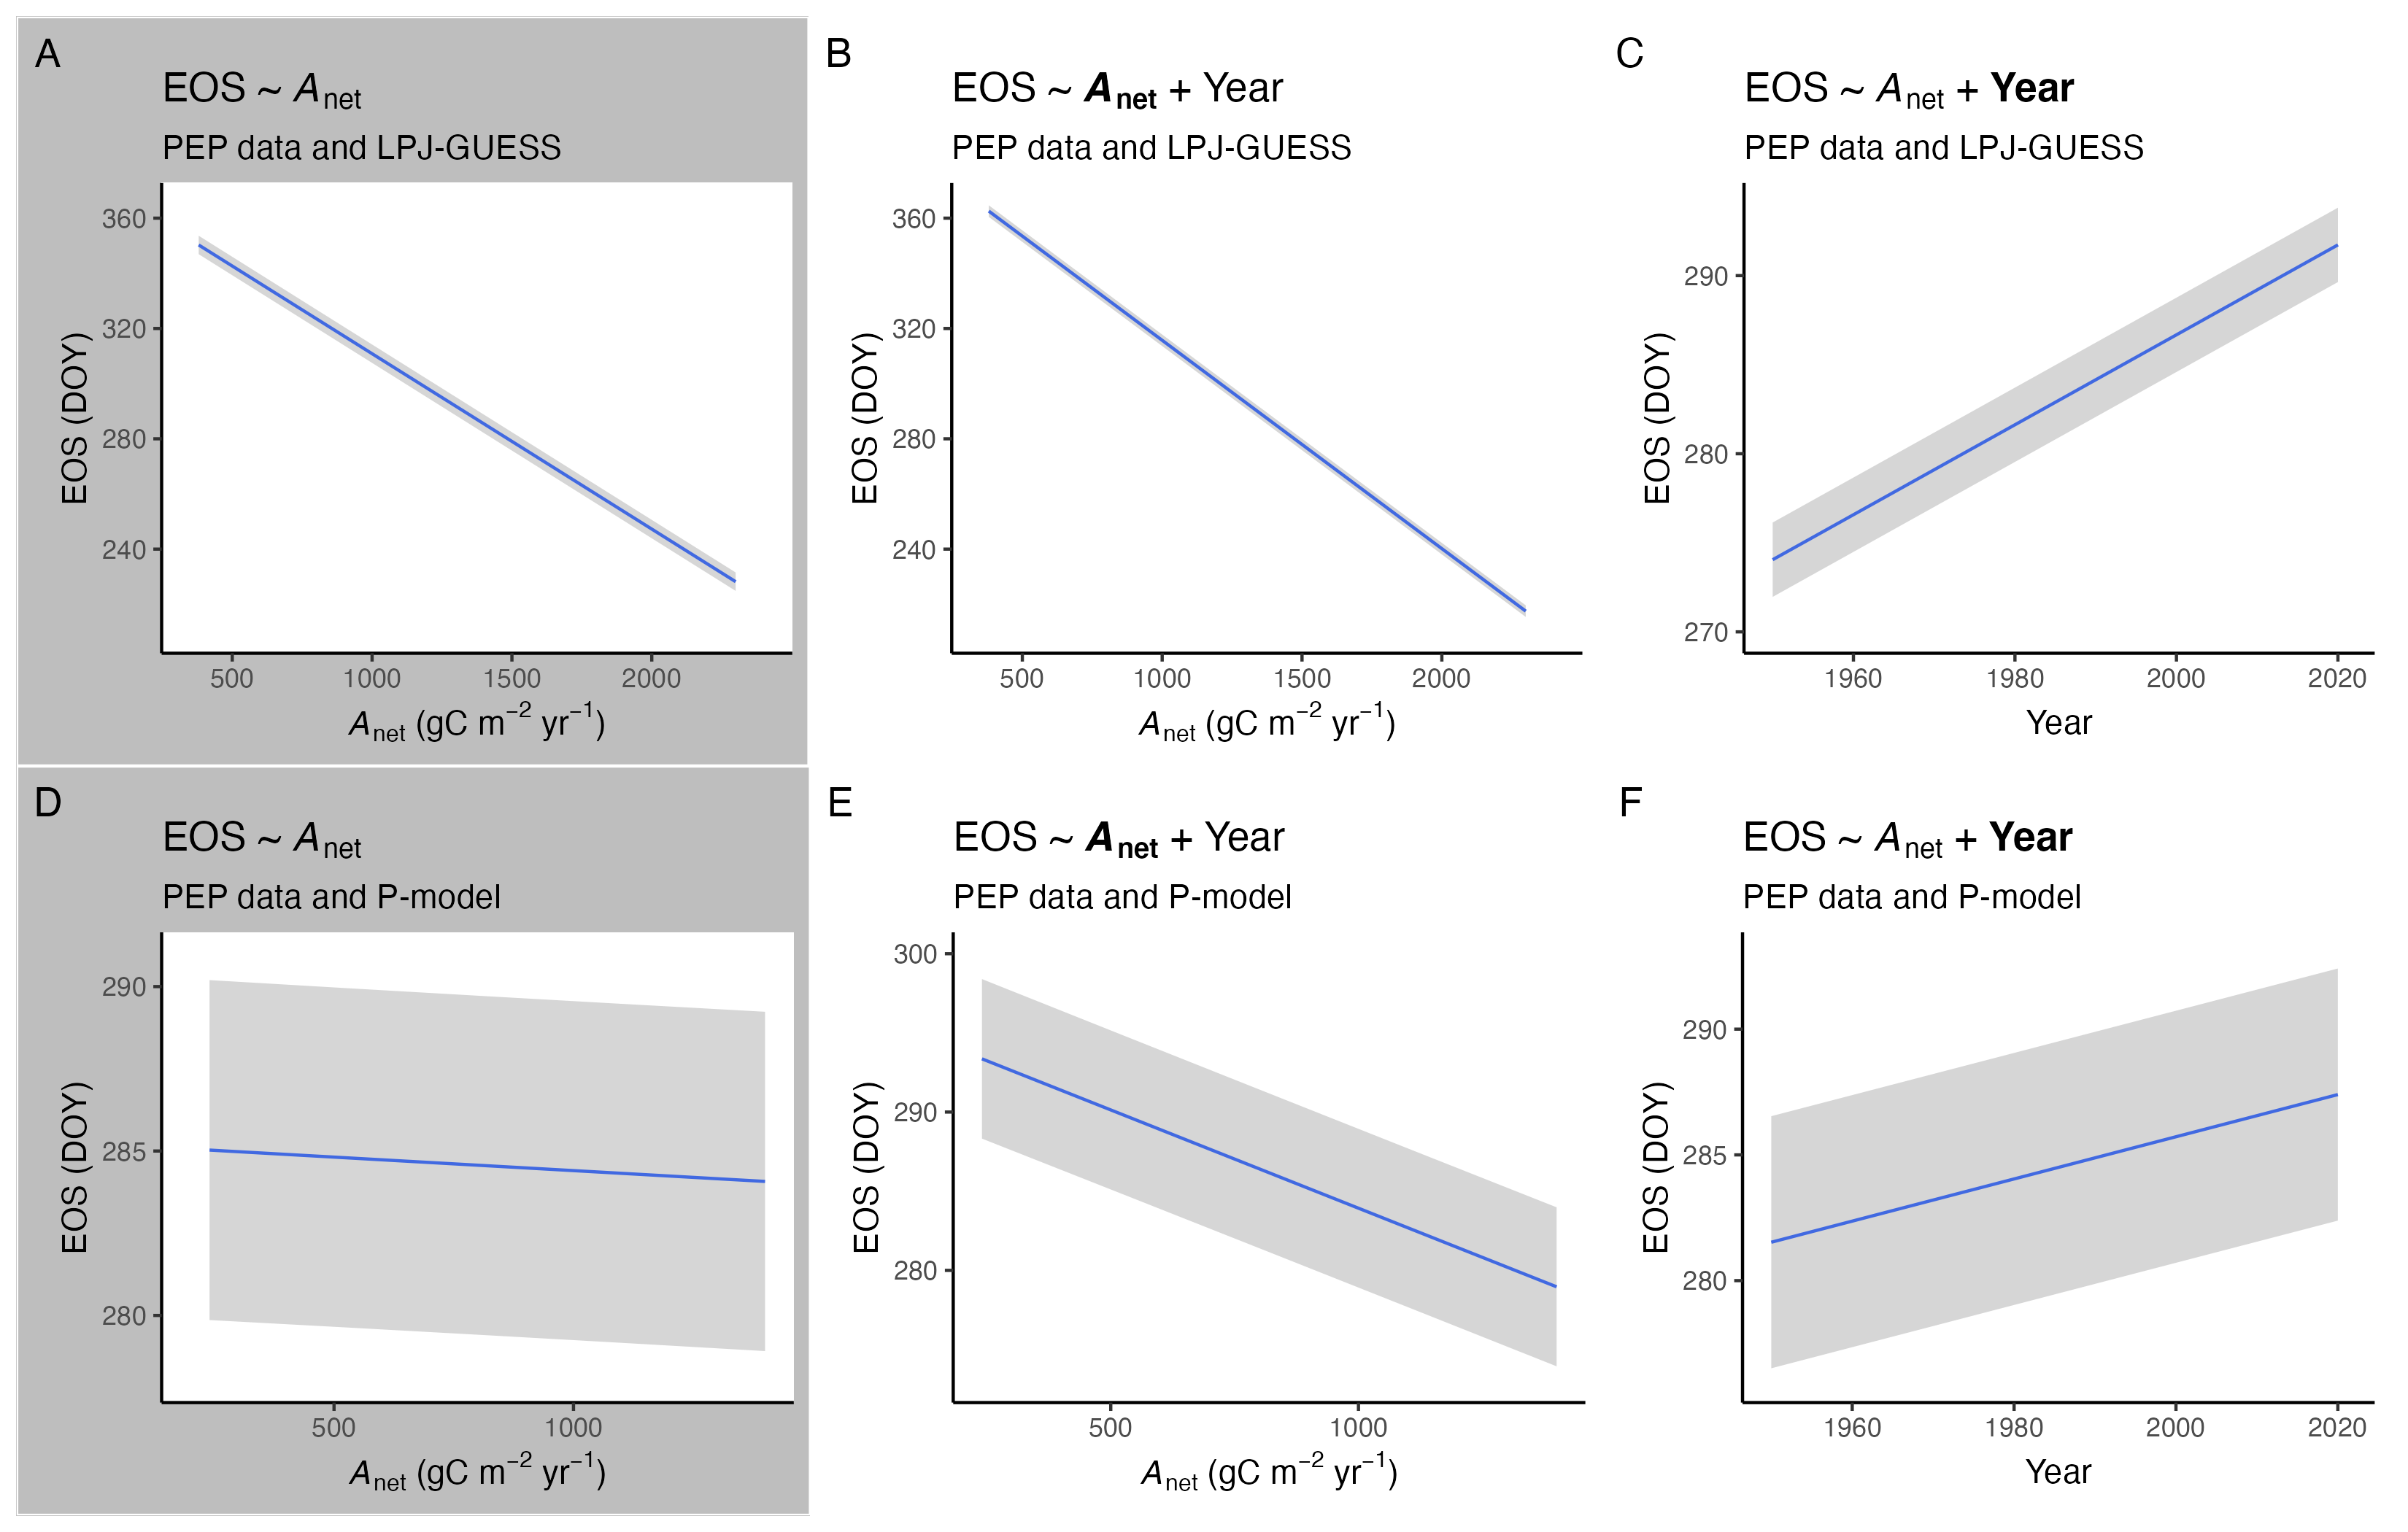 A
EOS ~ Anet
PEP data and LPJ-GUESS
EOS (DOY)
360
320
280
240
500 1000 1500 2000
Anet (gC m−2 yr−1)
B
EOS ~ Anet + Year
PEP data and LPJ-GUESS
EOS (DOY)
360
320
280
240
500 1000 1500 2000
Anet (gC m−2 yr−1)
C
EOS ~ Anet + Year
PEP data and LPJ-GUESS
EOS (DOY)
290
280
270
1960 1980 2000 2020
Year
D
EOS ~ Anet
PEP data and P-model
EOS (DOY)
290
285
280
500 1000
Anet (gC m−2 yr−1)
E
EOS ~ Anet + Year
PEP data and P-model
EOS (DOY)
300
290
280
500 1000
Anet (gC m−2 yr−1)
F
EOS ~ Anet + Year
PEP data and P-model
EOS (DOY)
290
285
280
1960 1980 2000 2020
Year